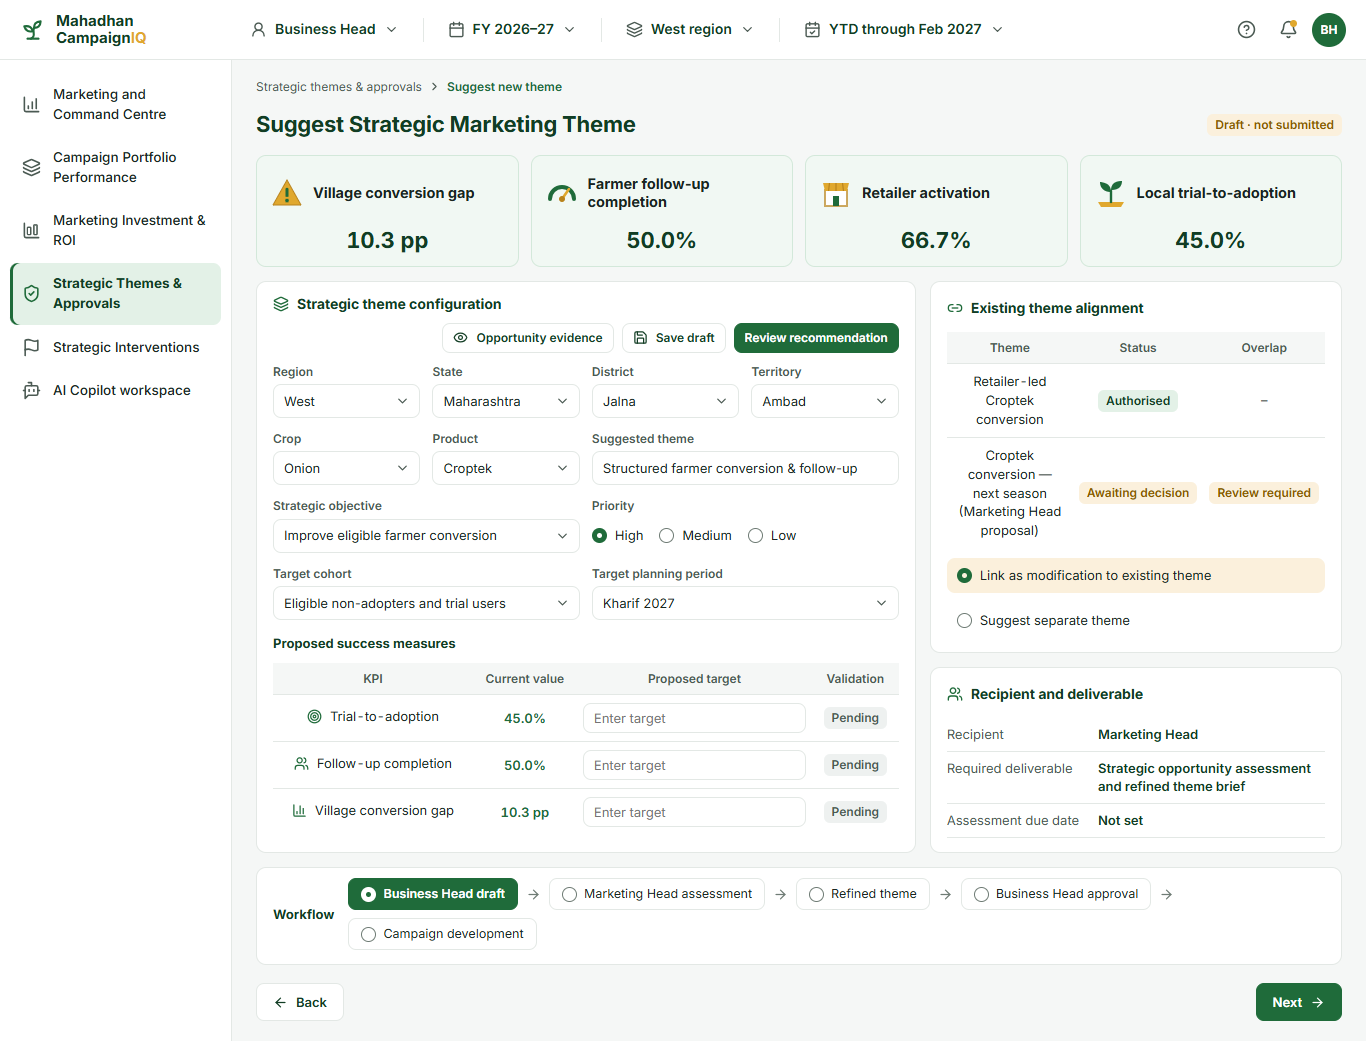 Mahadhan
CampaignIQ
Business Head
FY 2026–27
West region
YTD through Feb 2027
BH
Marketing and
Command Centre
Campaign Portfolio
Performance
Marketing Investment &
ROI
Strategic Themes &
Approvals
Strategic Interventions
AI Copilot workspace
Strategic themes & approvals > Suggest new theme
Suggest Strategic Marketing Theme
Draft · not submitted
Village conversion gap
10.3 pp
Farmer follow-up
completion
50.0%
Retailer activation
66.7%
Local trial-to-adoption
45.0%
Strategic theme configuration
Opportunity evidence
Save draft
Review recommendation
Region
State
District
Territory
West
Maharashtra
Jalna
Ambad
Crop
Product
Suggested theme
Onion
Croptek
Structured farmer conversion & follow-up
Strategic objective
Priority
Improve eligible farmer conversion
High
Medium
Low
Target cohort
Target planning period
Eligible non-adopters and trial users
Kharif 2027
Proposed success measures
KPI
Current value
Proposed target
Validation
Trial-to-adoption
45.0%
Enter target
Pending
Follow-up completion
50.0%
Enter target
Pending
Village conversion gap
10.3 pp
Enter target
Pending
Existing theme alignment
Theme
Status
Overlap
Retailer-led
Croptek
conversion
Authorised
–
Croptek
conversion —
next season
(Marketing Head
proposal)
Awaiting decision
Review required
Link as modification to existing theme
Suggest separate theme
Recipient and deliverable
Recipient
Marketing Head
Required deliverable
Strategic opportunity assessment
and refined theme brief
Assessment due date
Not set
Workflow
Business Head draft
Marketing Head assessment
Refined theme
Business Head approval
Campaign development
Back
Next